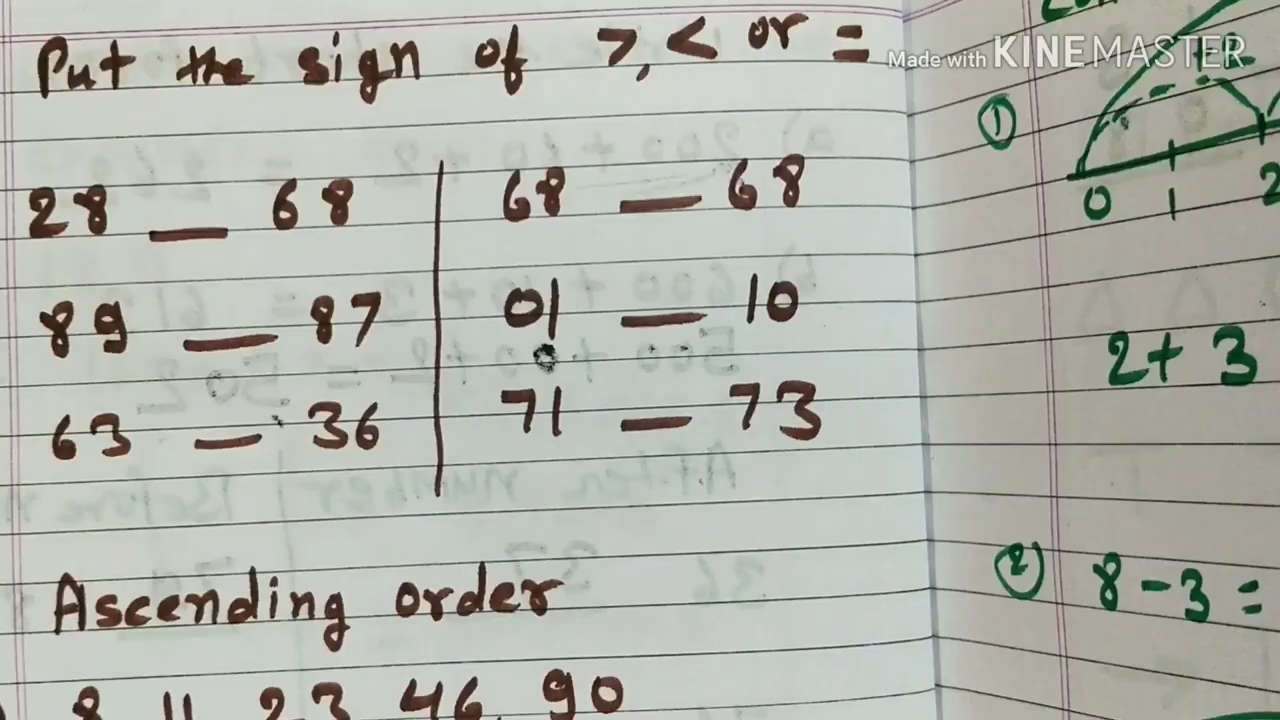 Put the sign of >, < or =
Made with KINEMASTER
28 __ 68
89 __ 87
63 __ 36
68 __ 68
01 __ 10
71 __ 73
Ascending order
8 11 23 46, 90
①
0 1 2
2+ 3
② 8 - 3 =